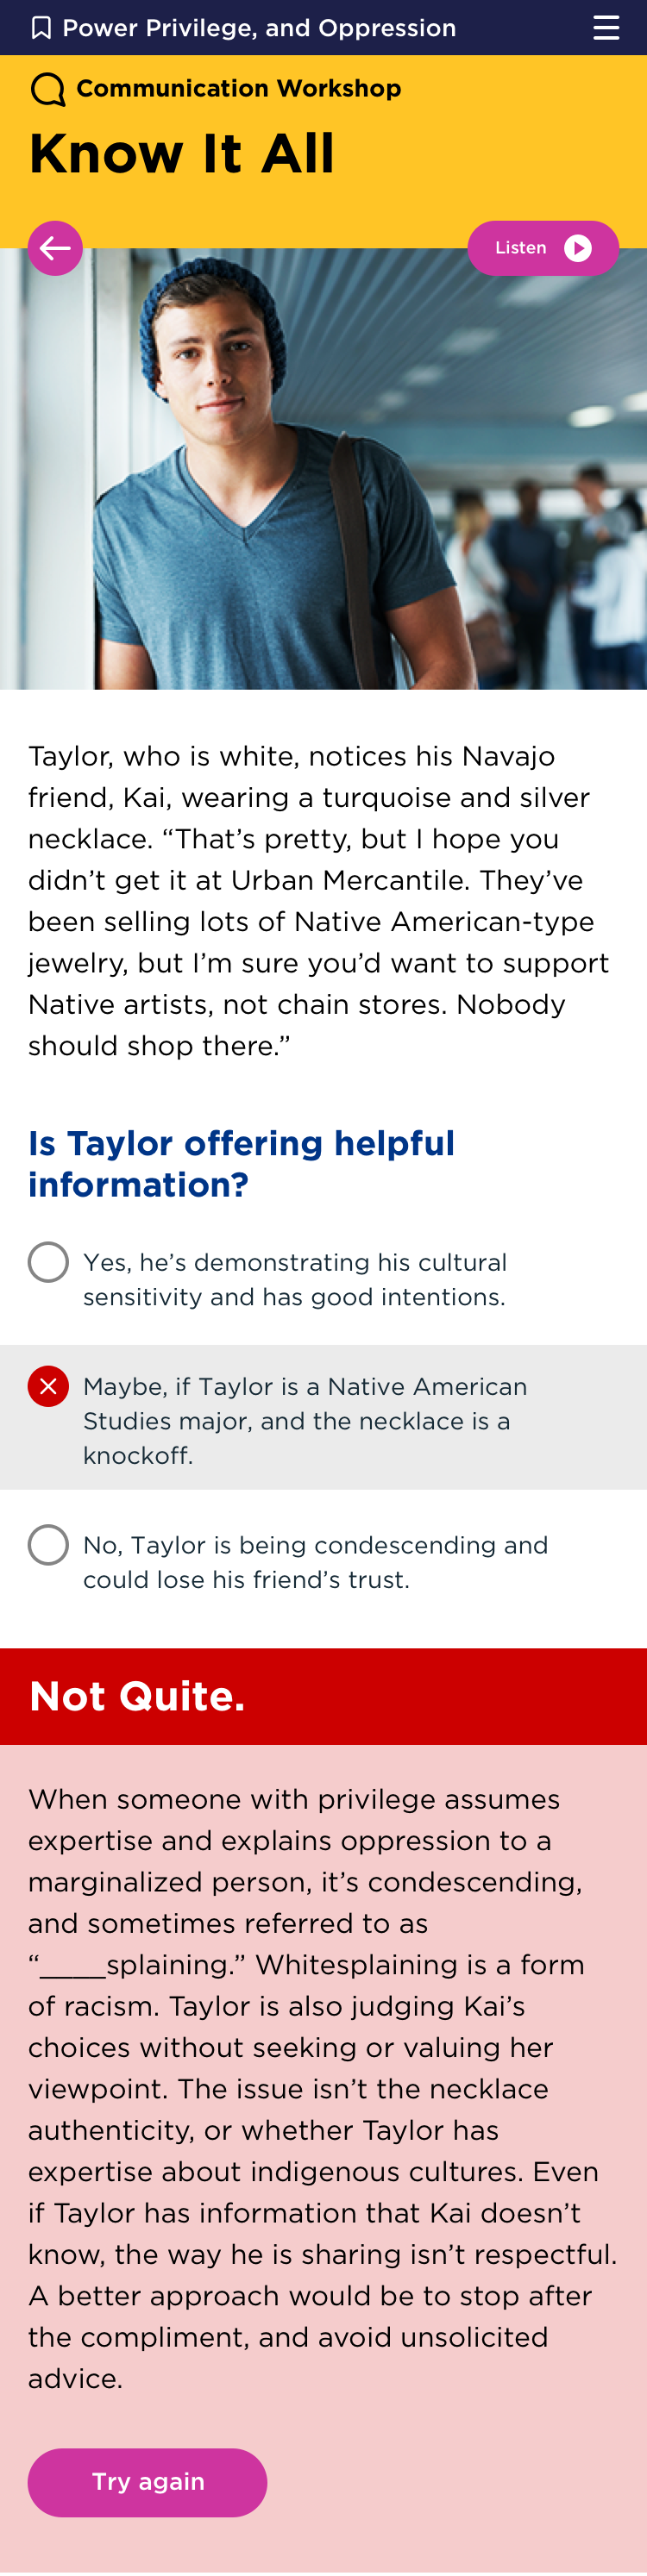 Power Privilege, and Oppression
Communication Workshop
Know It All
Listen
Taylor, who is white, notices his Navajo
friend, Kai, wearing a turquoise and silver
necklace. “That’s pretty, but I hope you
didn’t get it at Urban Mercantile. They’ve
been selling lots of Native American-type
jewelry, but I’m sure you’d want to support
Native artists, not chain stores. Nobody
should shop there.”
Is Taylor offering helpful
information?
Yes, he’s demonstrating his cultural
sensitivity and has good intentions.
Maybe, if Taylor is a Native American
Studies major, and the necklace is a
knockoff.
No, Taylor is being condescending and
could lose his friend’s trust.
Not Quite.
When someone with privilege assumes
expertise and explains oppression to a
marginalized person, it’s condescending,
and sometimes referred to as
“____splaining.” Whitesplaining is a form
of racism. Taylor is also judging Kai’s
choices without seeking or valuing her
viewpoint. The issue isn’t the necklace
authenticity, or whether Taylor has
expertise about indigenous cultures. Even
if Taylor has information that Kai doesn’t
know, the way he is sharing isn’t respectful.
A better approach would be to stop after
the compliment, and avoid unsolicited
advice.
Try again